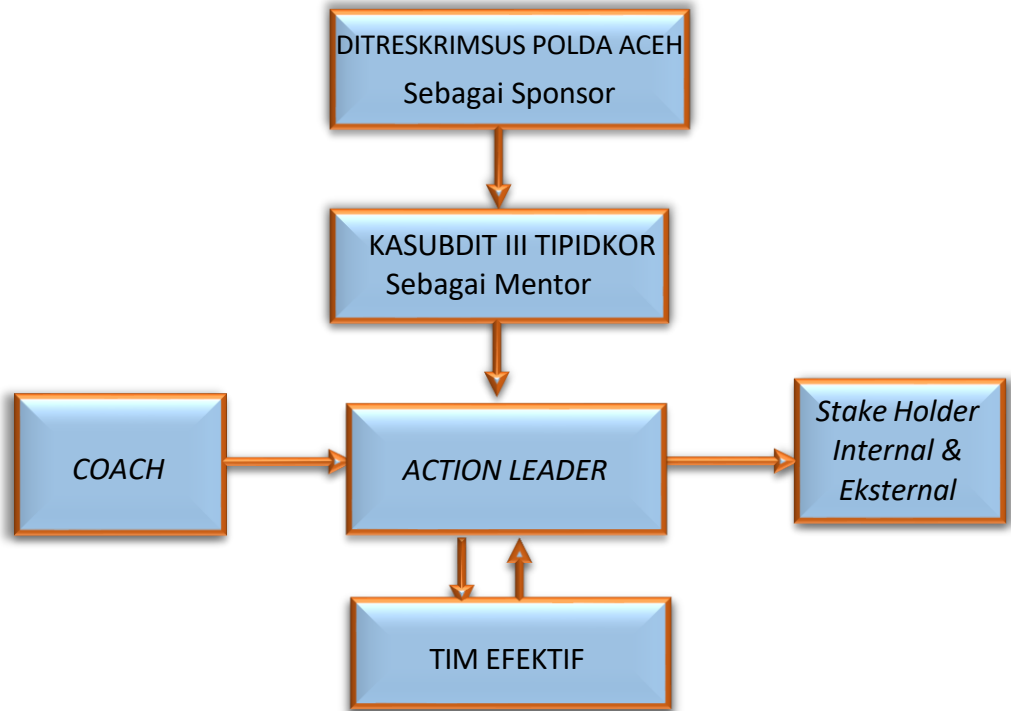 DITRESKRIMSUS POLDA ACEH
Sebagai Sponsor
KASUBDIT III TIPIDKOR
Sebagai Mentor
COACH
ACTION LEADER
Stake Holder
Internal &
Eksternal
TIM EFEKTIF